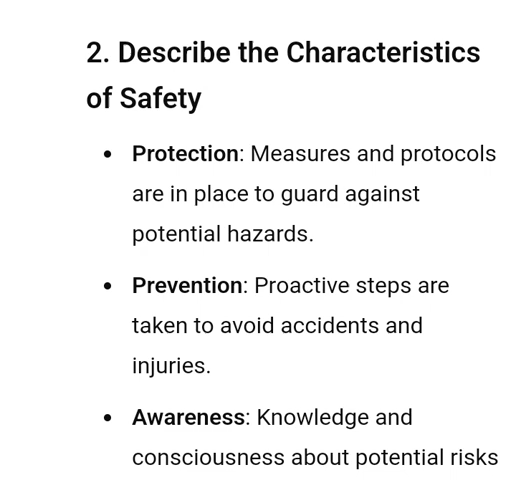 2. Describe the Characteristics
of Safety
• Protection: Measures and protocols
are in place to guard against
potential hazards.
• Prevention: Proactive steps are
taken to avoid accidents and
injuries.
• Awareness: Knowledge and
consciousness about potential risks